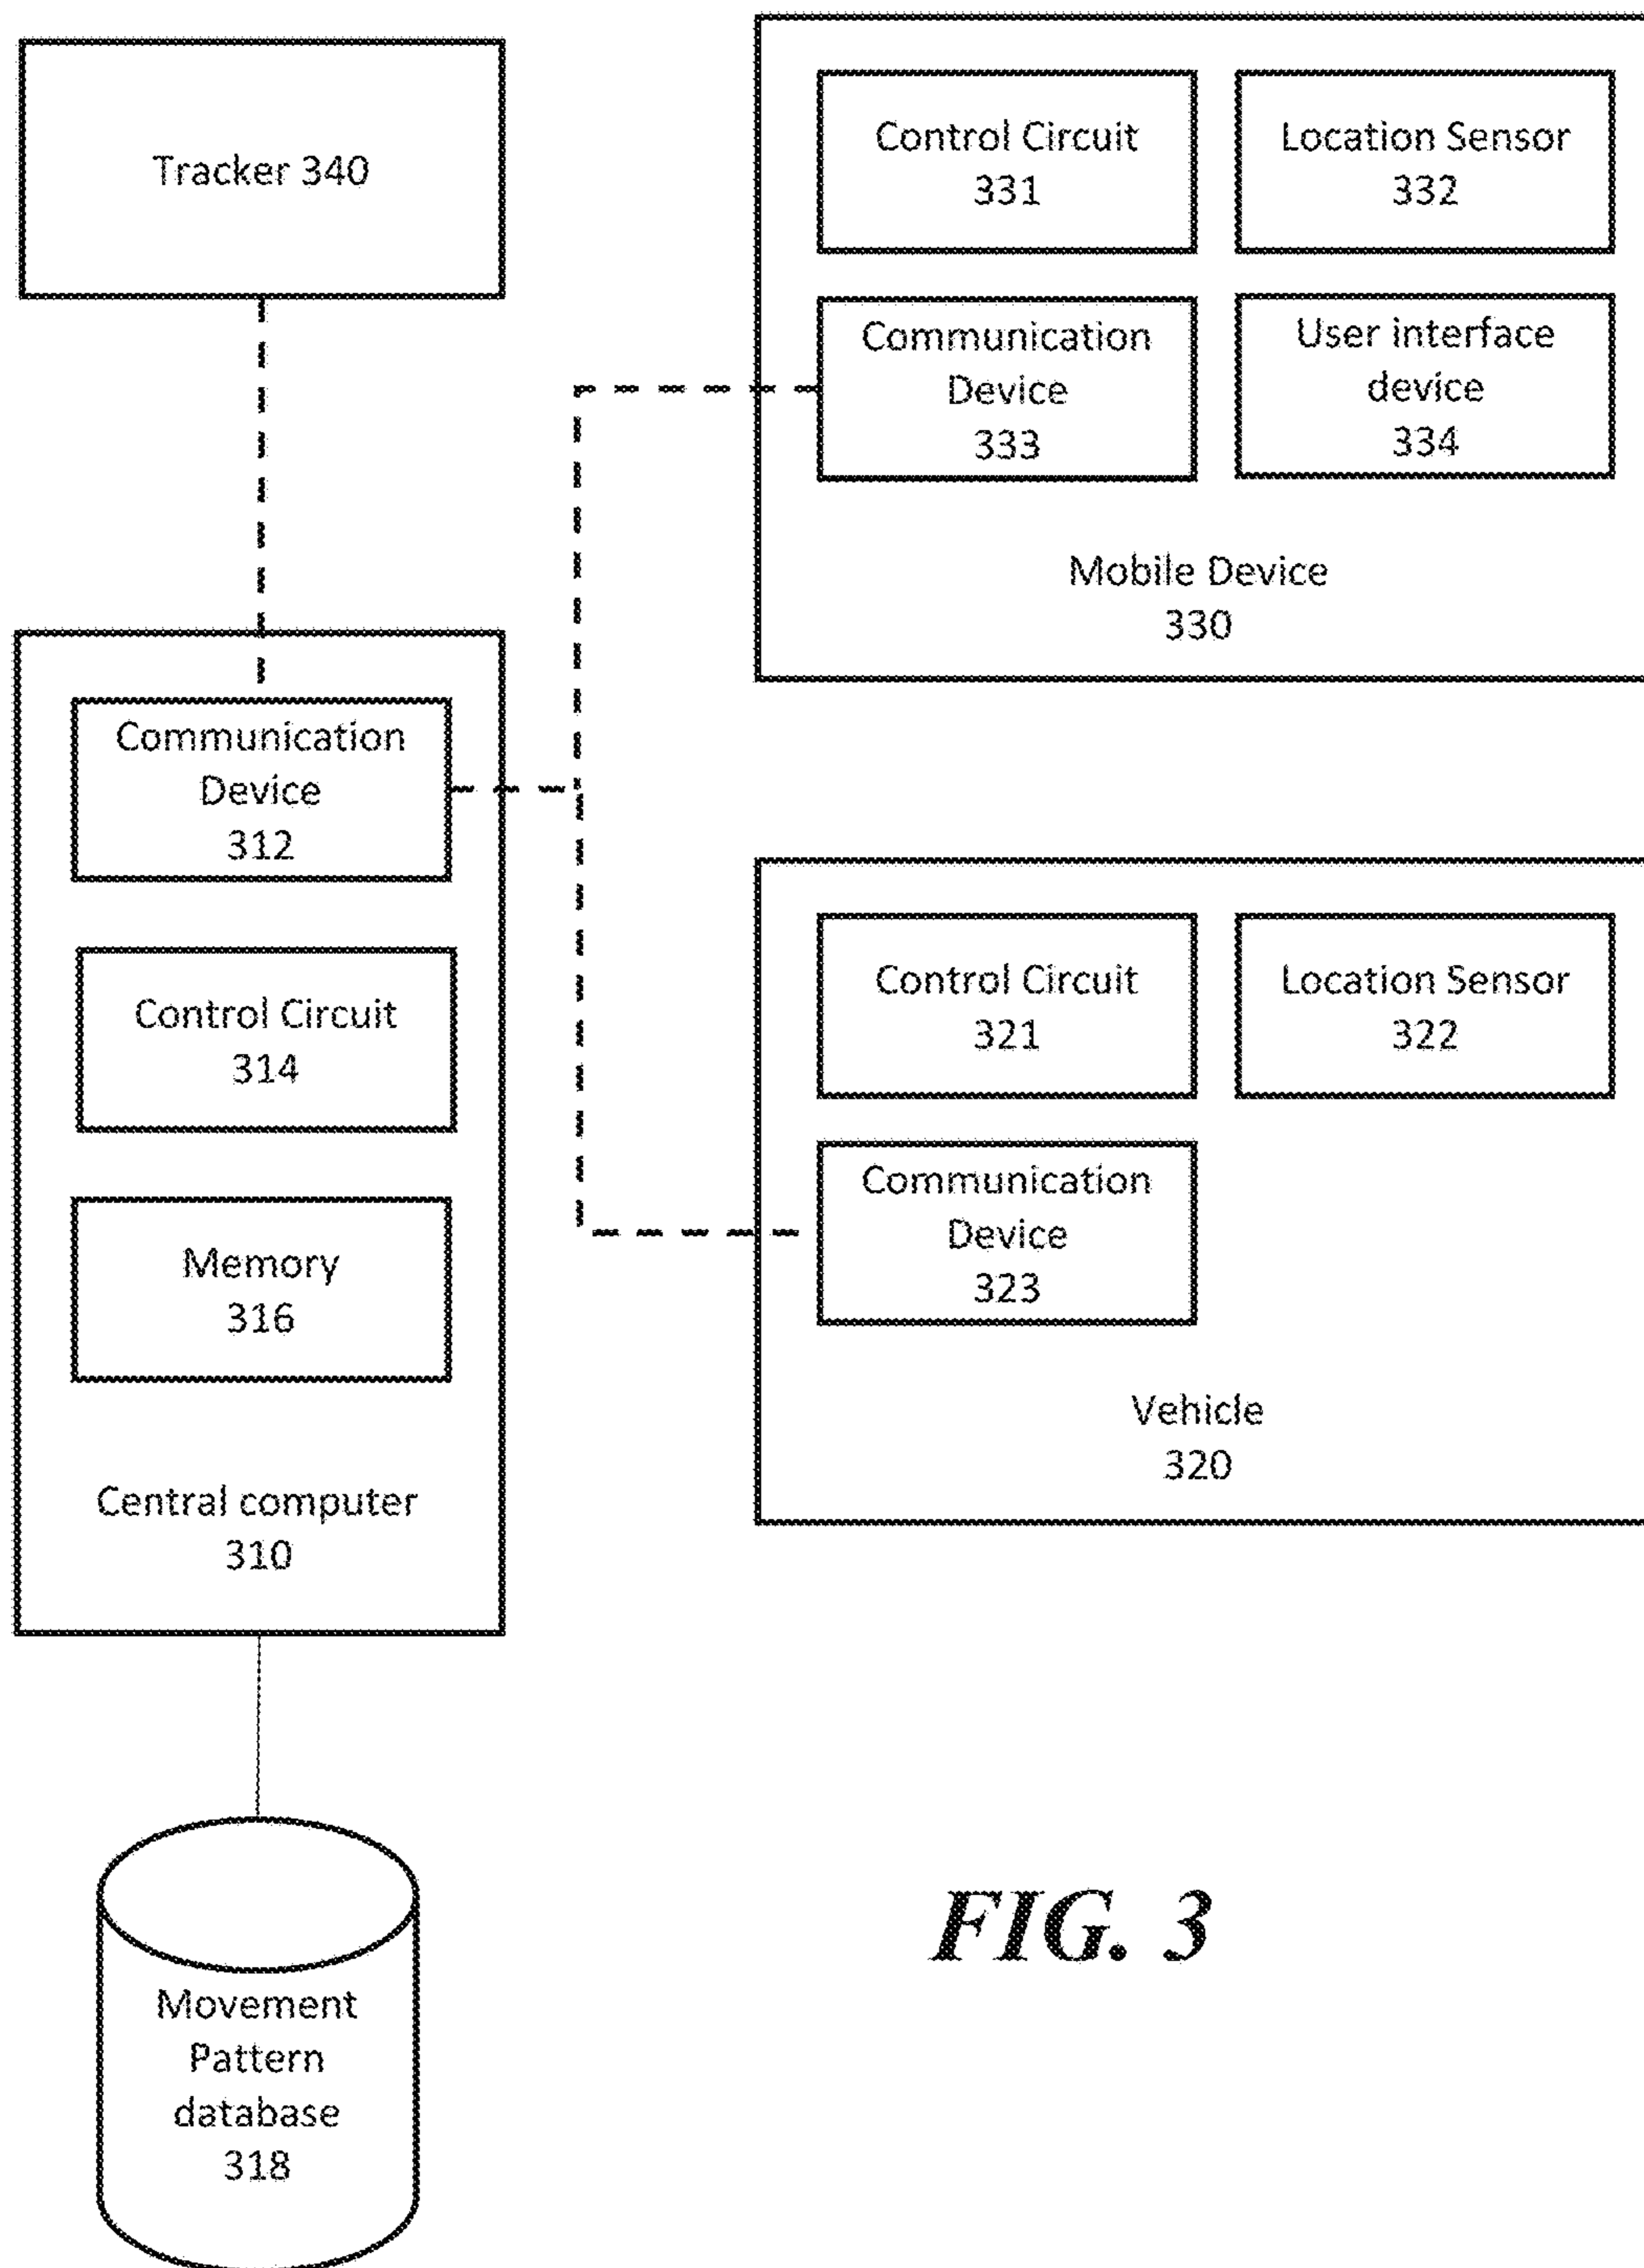 Tracker 340
Control Circuit
331
Location Sensor
332
Communication
Device
333
User interface
device
334
Mobile Device
330
Communication
Device
312
Control Circuit
314
Memory
316
Central computer
310
Control Circuit
321
Location Sensor
322
Communication
Device
323
Vehicle
320
Movement
Pattern
database
318
FIG. 3